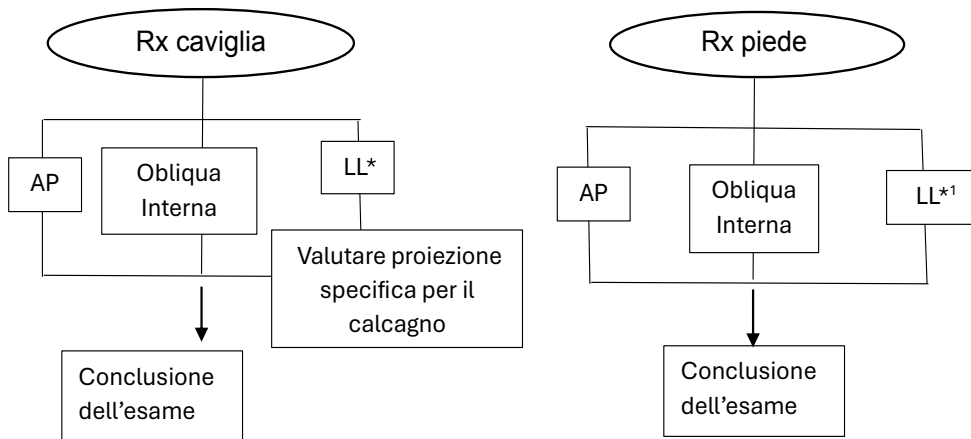 Rx caviglia
AP
Obliqua
Interna
LL*
Valutare proiezione
specifica per il
calcagno
Conclusione
dell’esame
Rx piede
AP
Obliqua
Interna
LL*¹
Conclusione
dell’esame